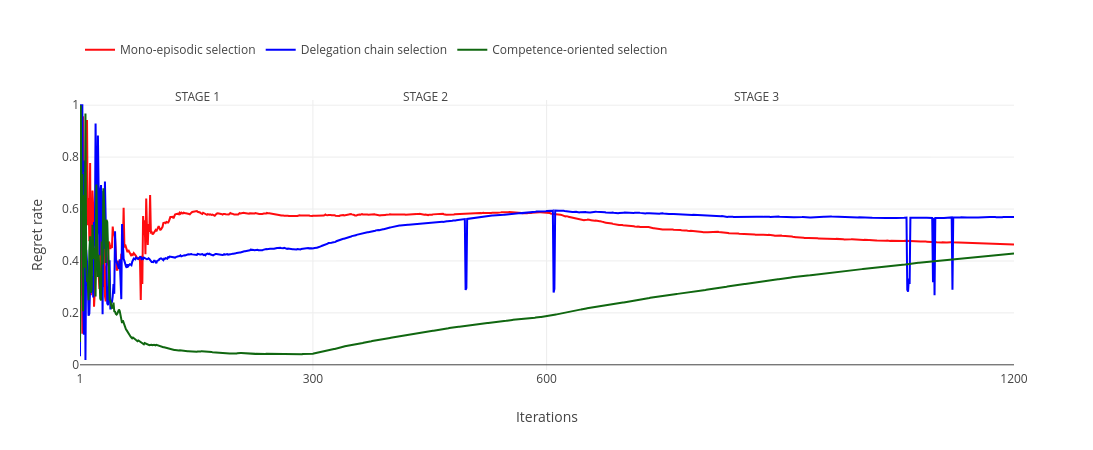 Mono-episodic selection Delegation chain selection Competence-oriented selection
STAGE 1 STAGE 2 STAGE 3
1
0.8
0.6
0.4
0.2
0
Regret rate
1 300 600 1200
Iterations